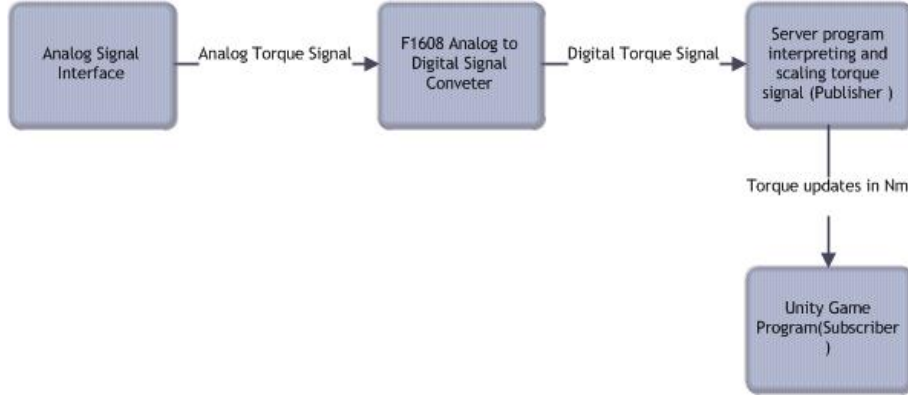 Analog Signal
Interface
Analog Torque Signal
F1608 Analog to
Digital Signal
Conveter
Digital Torque Signal
Server program
interpreting and
scaling torque
signal (Publisher )
Torque updates in Nm
Unity Game
Program(Subscriber
)